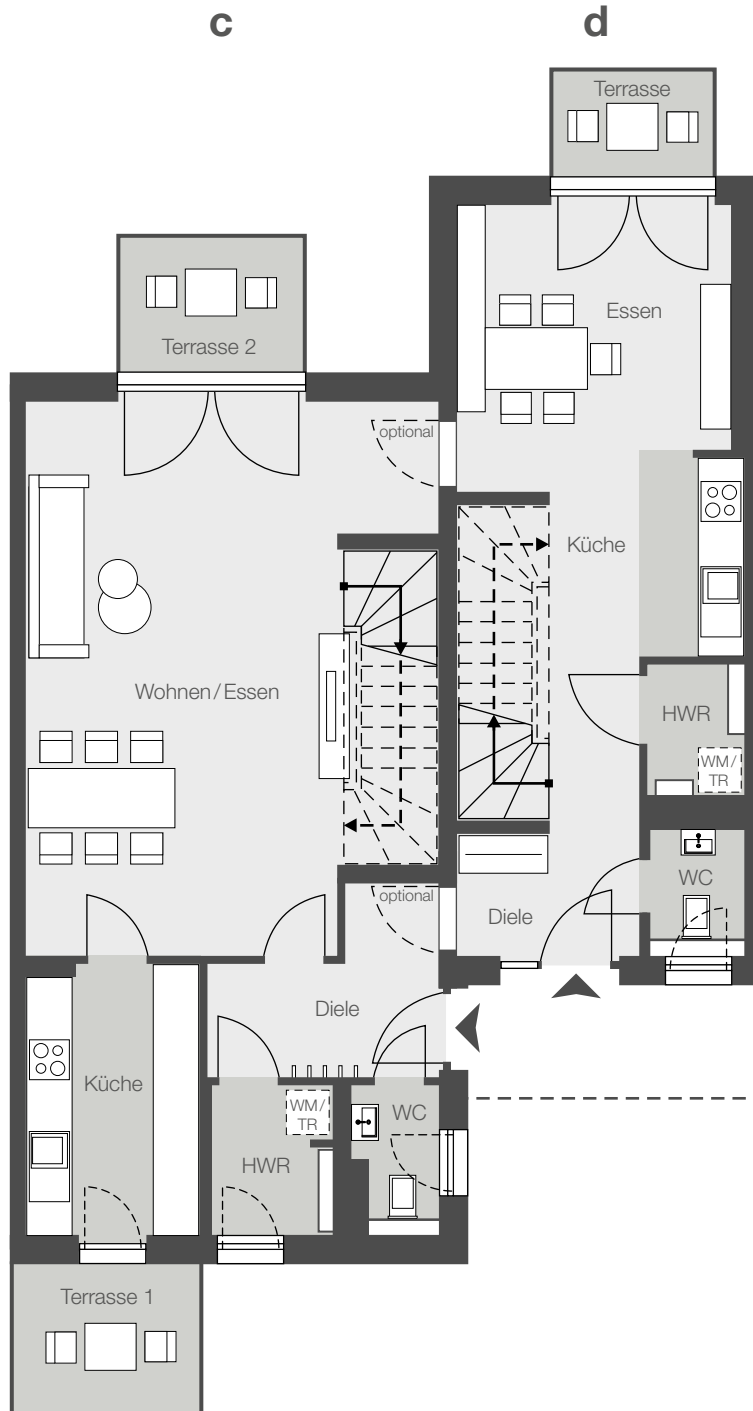 c
d
Terrasse
Essen
Terrasse 2
optional
Küche
Wohnen / Essen
HWR
WM /
TR
WC
optional
Diele
Diele
Küche
WM /
TR
WC
HWR
Terrasse 1